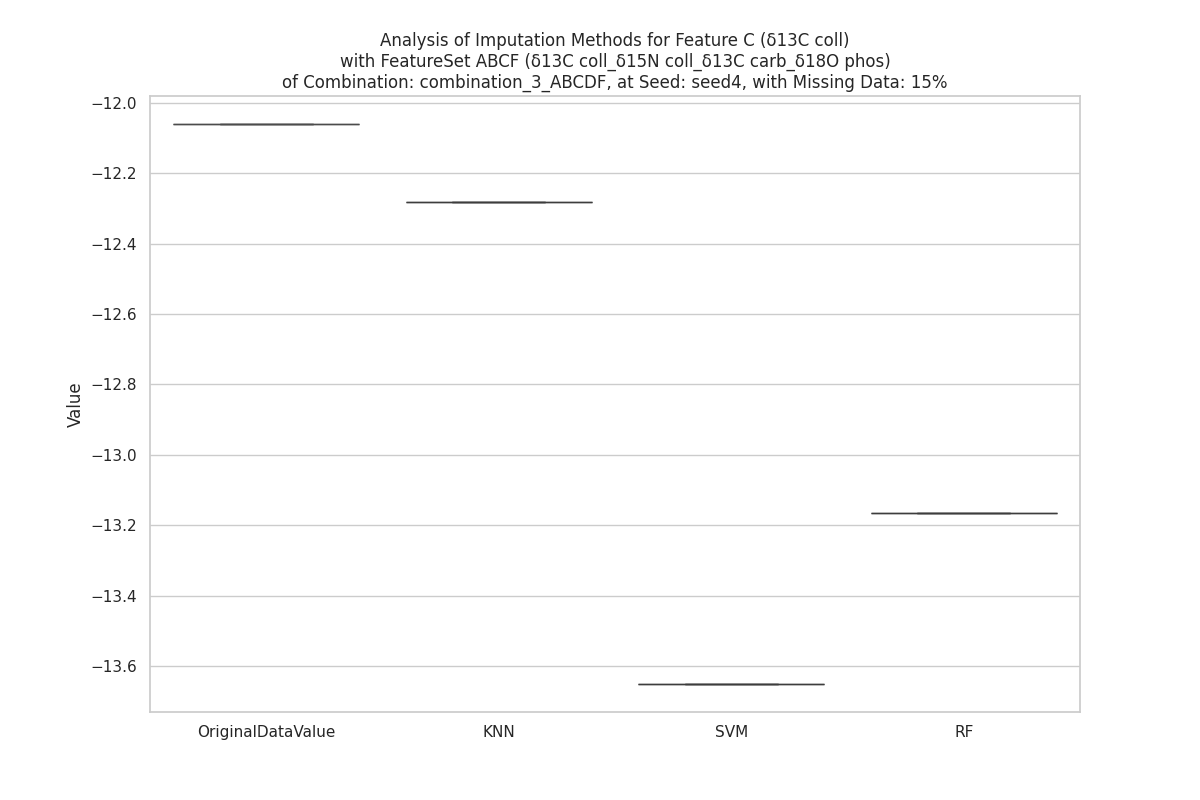 Analysis of Imputation Methods for Feature C (δ13C coll)
with FeatureSet ABCF (δ13C coll_δ15N coll_δ13C carb_δ18O phos)
of Combination: combination_3_ABCDF, at Seed: seed4, with Missing Data: 15%
−12.0
−12.2
−12.4
−12.6
−12.8
−13.0
−13.2
−13.4
−13.6
Value
OriginalDataValue
KNN
SVM
RF